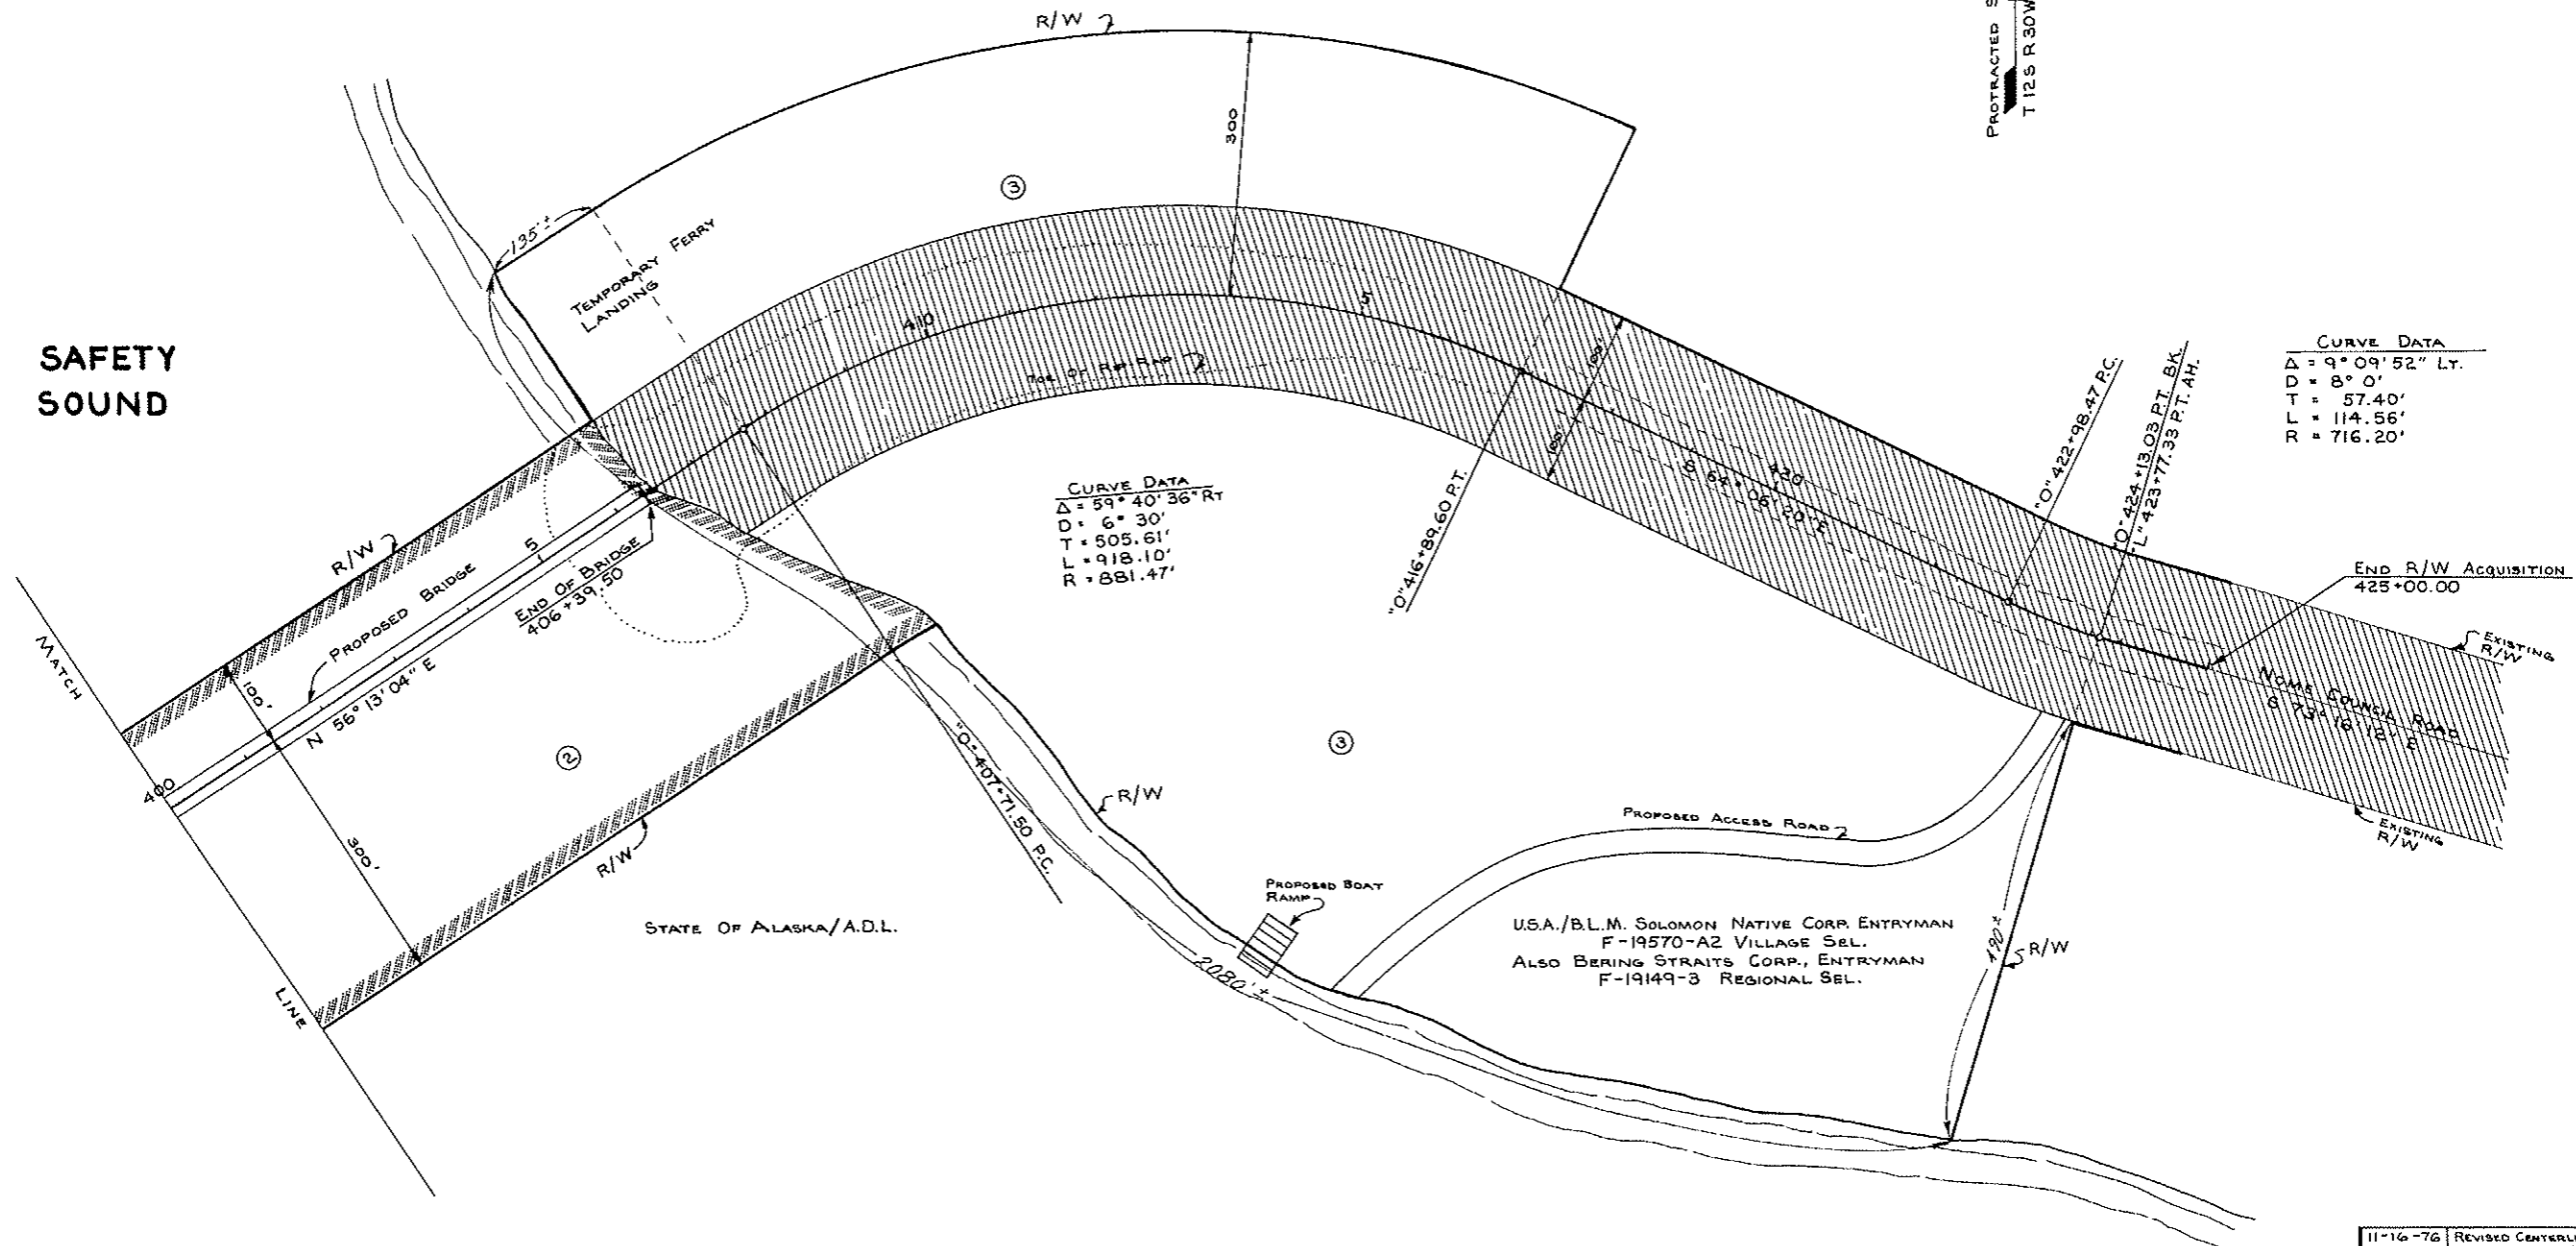 R/W
PROTRACTED S
T 12S R30W
300
3
135'±
TEMPORARY FERRY
LANDING
SAFETY
SOUND
410
5
TOE OF RIP-RAP
100'
100'
CURVE DATA
Δ = 9° 09' 52" LT.
D = 8° 0'
T = 57.40'
L = 114.56'
R = 716.20'
"O" 422+98.47 P.C.
"O" 424+13.03 P.T. BK.
"L" 423+77.33 P.T. AH.
CURVE DATA
Δ = 59° 40' 36" RT
D = 6° 30'
T = 505.61'
L = 918.10'
R = 881.47'
"O" 416+89.60 P.T.
420
S 64° 06' 20" E
END R/W ACQUISITION
425+00.00
EXISTING
R/W
NOME COUNCIL ROAD
S 73° 16' 12" E
EXISTING
R/W
R/W
PROPOSED BRIDGE
5
END OF BRIDGE
406+39.50
MATCH
LINE
100'
N 56° 13' 04" E
400
2
300'
R/W
"O" 407+71.50 P.C.
3
R/W
PROPOSED ACCESS ROAD
PROPOSED BOAT
RAMP
STATE OF ALASKA/A.D.L.
U.S.A./B.L.M. SOLOMON NATIVE CORP. ENTRYMAN
F-19570-A2 VILLAGE SEL.
ALSO BERING STRAITS CORP., ENTRYMAN
F-19149-3 REGIONAL SEL.
2080'±
490±
R/W
11-16-76 REVISED CENTERL